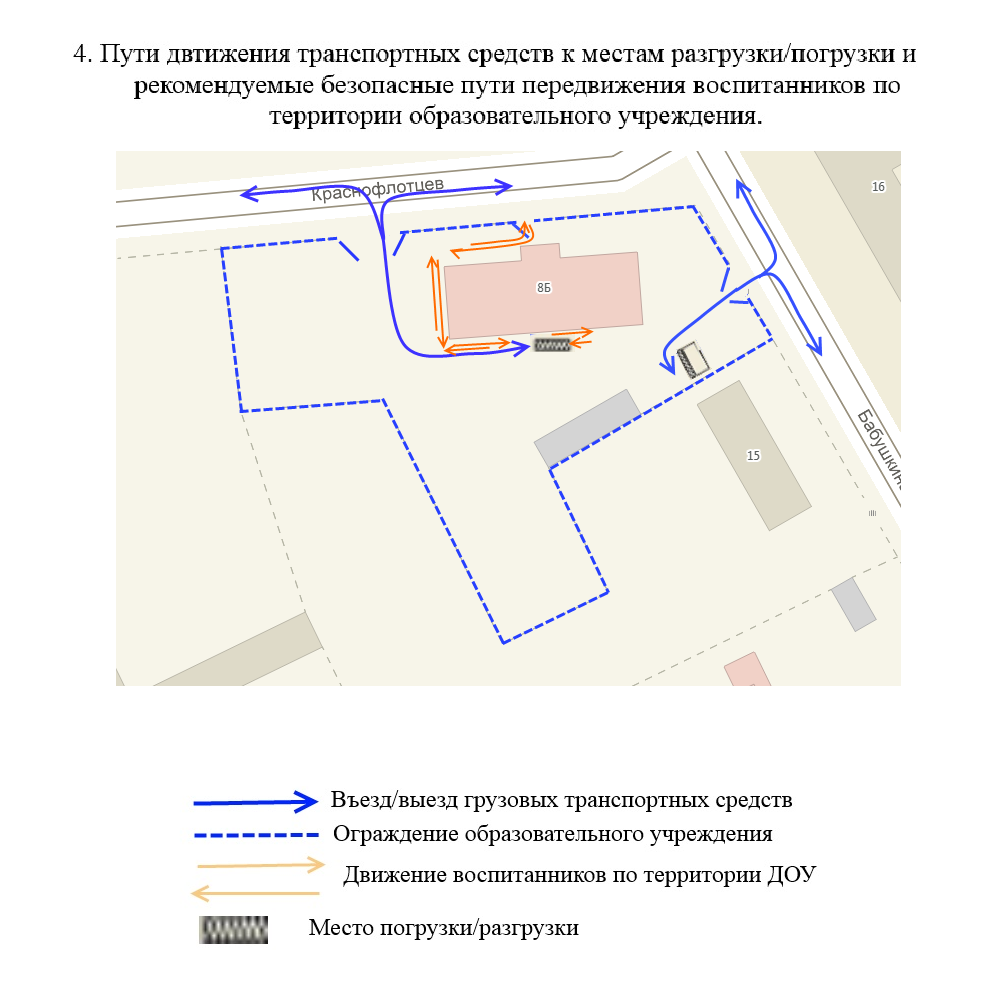 4. Пути двтижения транспортных средств к местам разгрузки/погрузки и
рекомендуемые безопасные пути передвижения воспитанников по
территории образовательного учреждения.
Краснофлотцев
16
8Б
15
Въезд/выезд грузовых транспортных средств
Ограждение образовательного учреждения
Движение воспитанников по территории ДОУ
Место погрузки/разгрузки